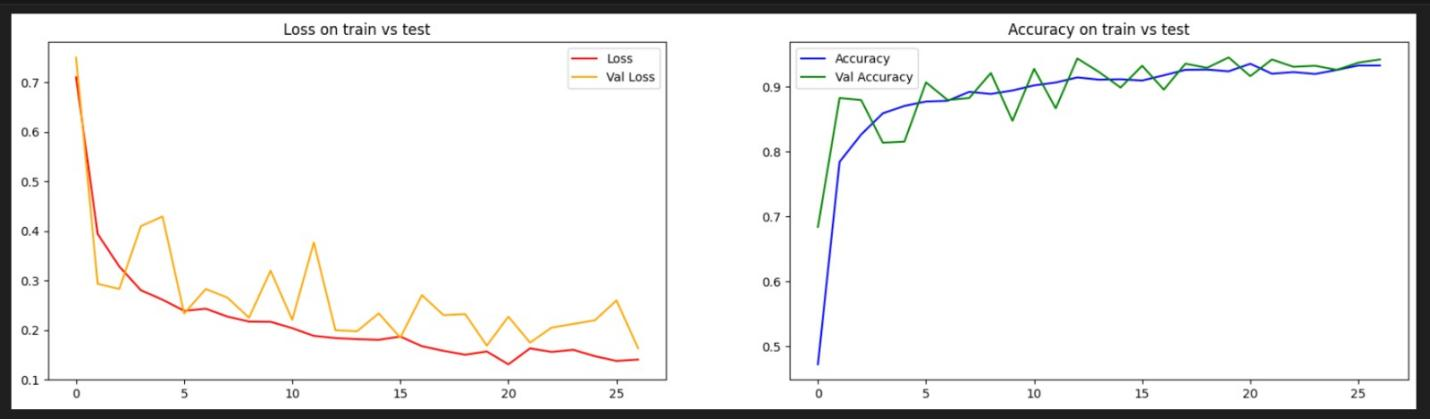 Loss on train vs test
Loss
Val Loss
0.7
0.6
0.5
0.4
0.3
0.2
0.1
0 5 10 15 20 25
Accuracy on train vs test
Accuracy
Val Accuracy
0.9
0.8
0.7
0.6
0.5
0 5 10 15 20 25